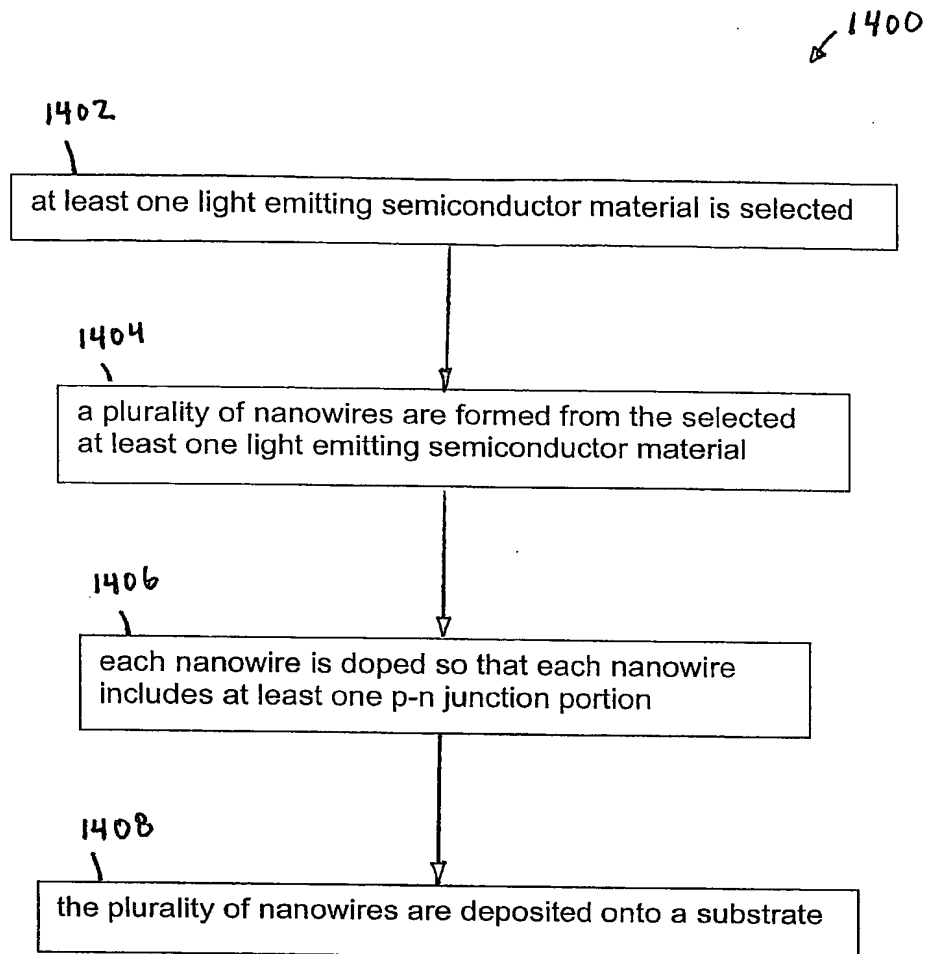 1400
1402
at least one light emitting semiconductor material is selected
1404
a plurality of nanowires are formed from the selected
at least one light emitting semiconductor material
1406
each nanowire is doped so that each nanowire
includes at least one p-n junction portion
1408
the plurality of nanowires are deposited onto a substrate